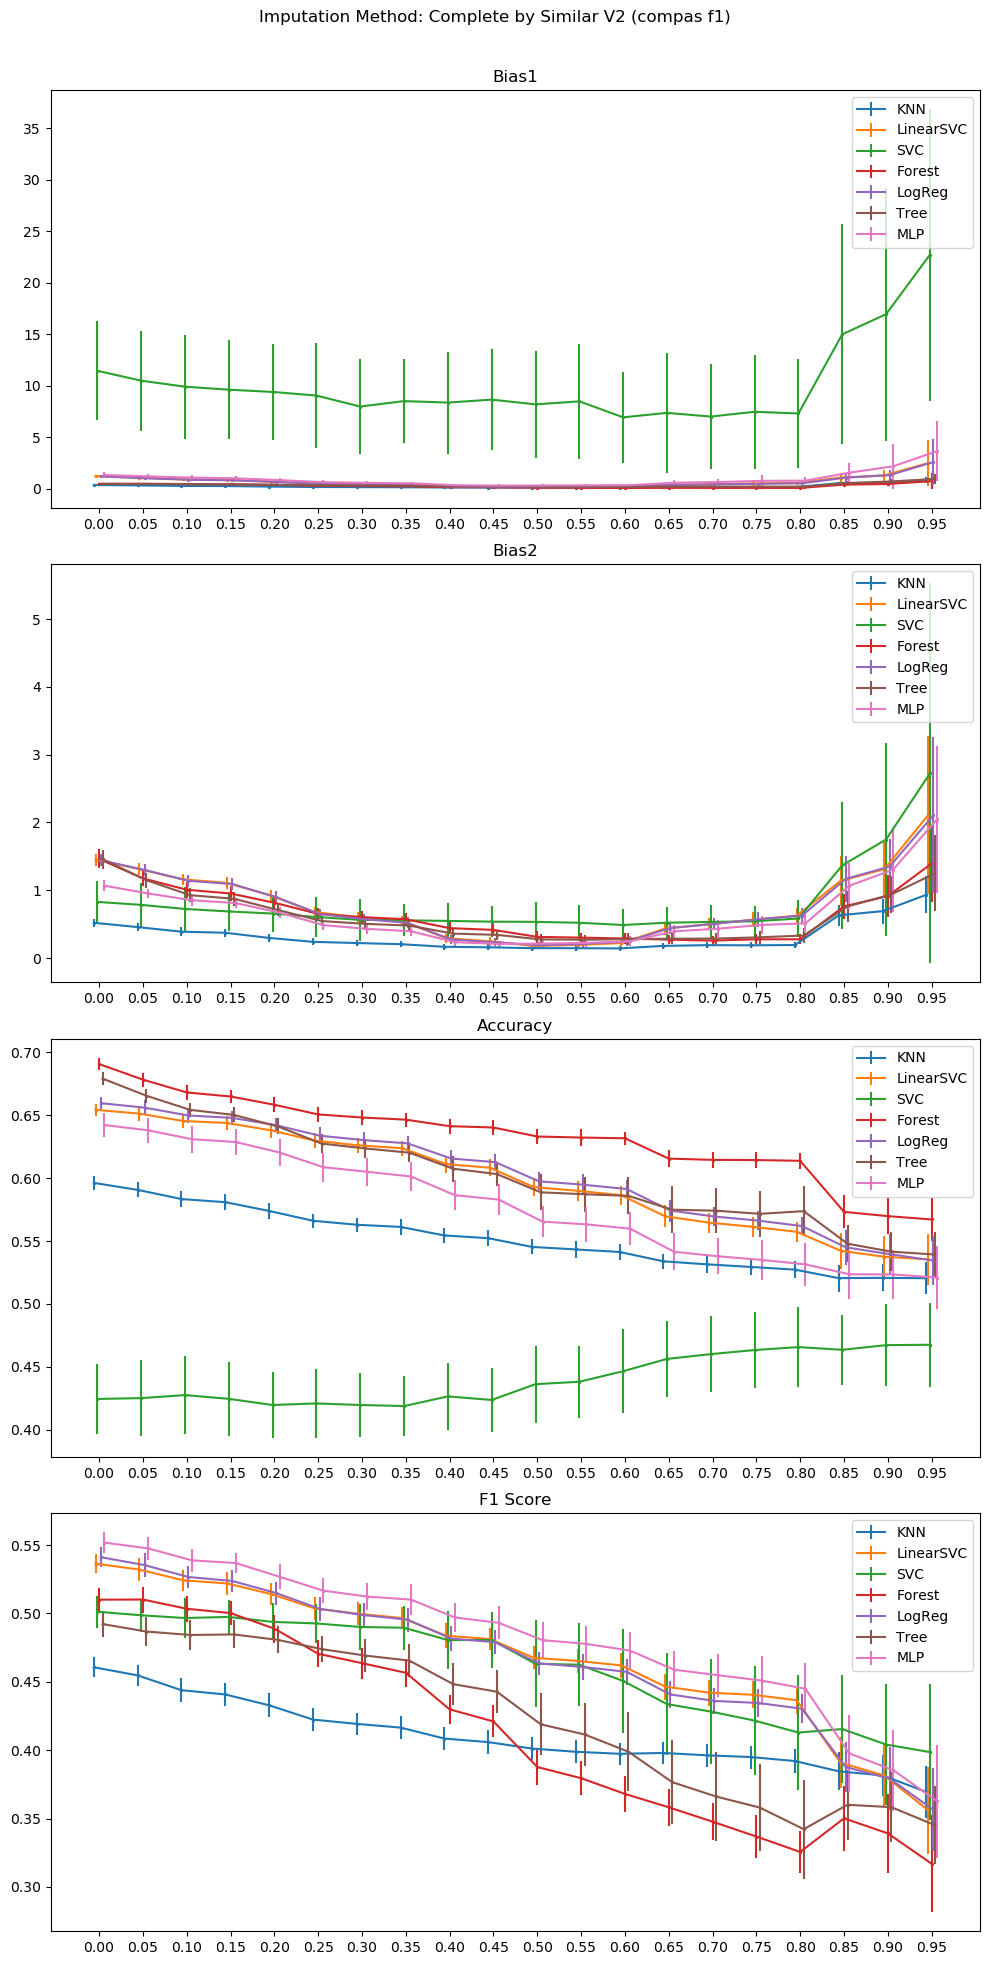 Imputation Method: Complete by Similar V2 (compas f1)
Bias1
35
30
25
20
15
10
5
0
KNN
LinearSVC
SVC
Forest
LogReg
Tree
MLP
0.00 0.05 0.10 0.15 0.20 0.25 0.30 0.35 0.40 0.45 0.50 0.55 0.60 0.65 0.70 0.75 0.80 0.85 0.90 0.95
Bias2
5
4
3
2
1
0
KNN
LinearSVC
SVC
Forest
LogReg
Tree
MLP
0.00 0.05 0.10 0.15 0.20 0.25 0.30 0.35 0.40 0.45 0.50 0.55 0.60 0.65 0.70 0.75 0.80 0.85 0.90 0.95
Accuracy
0.70
0.65
0.60
0.55
0.50
0.45
0.40
KNN
LinearSVC
SVC
Forest
LogReg
Tree
MLP
0.00 0.05 0.10 0.15 0.20 0.25 0.30 0.35 0.40 0.45 0.50 0.55 0.60 0.65 0.70 0.75 0.80 0.85 0.90 0.95
F1 Score
0.55
0.50
0.45
0.40
0.35
0.30
KNN
LinearSVC
SVC
Forest
LogReg
Tree
MLP
0.00 0.05 0.10 0.15 0.20 0.25 0.30 0.35 0.40 0.45 0.50 0.55 0.60 0.65 0.70 0.75 0.80 0.85 0.90 0.95